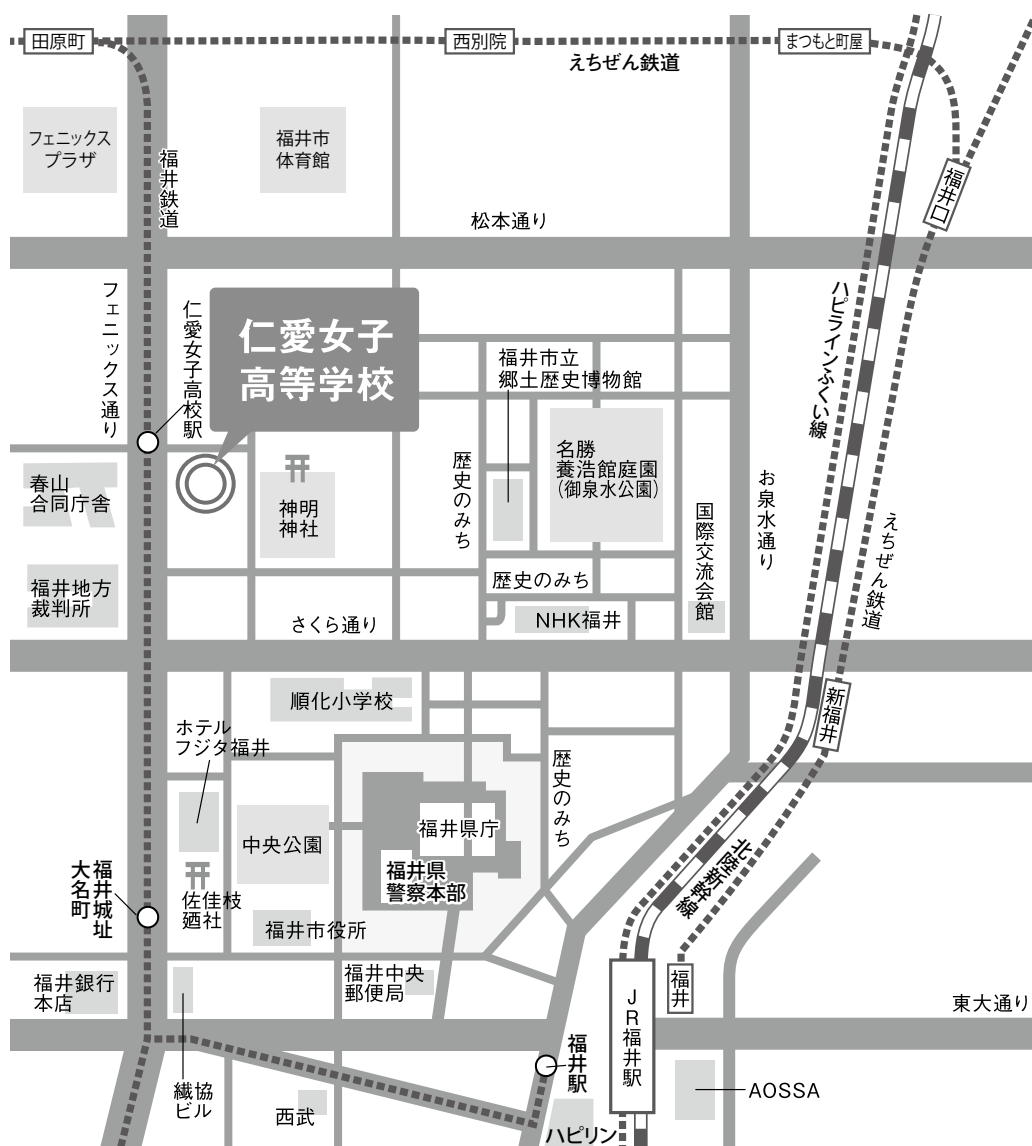 田原町
西別院
まつもと町屋
えちぜん鉄道
フェニックス
プラザ
福井市
体育館
福井鉄道
福井口
松本通り
フェニックス通り
仁愛女子高校駅
仁愛女子
高等学校
福井市立
郷土歴史博物館
ハピラインふくい線
春山
合同庁舎
神明
神社
歴史のみち
名勝
養浩館庭園
(御泉水公園)
国際交流会館
お泉水通り
えちぜん鉄道
福井地方
裁判所
歴史のみち
NHK福井
さくら通り
順化小学校
新福井
ホテル
フジタ福井
歴史のみち
中央公園
福井県庁
福井県
警察本部
北陸新幹線
福井城址
大名町
佐佳枝
廼社
福井市役所
福井銀行
本店
福井中央
郵便局
福井
JR福井駅
東大通り
福井駅
繊協
ビル
西武
ハピリン
AOSSA